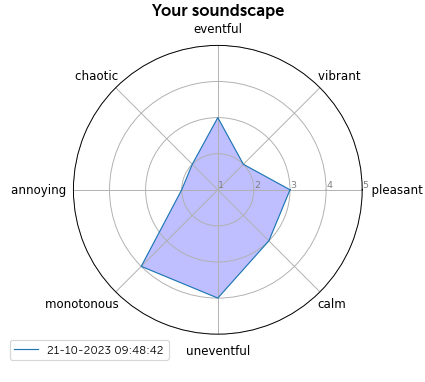 Your soundscape
eventful
chaotic
vibrant
annoying
1
2
3
4
5
pleasant
monotonous
calm
uneventful
21-10-2023 09:48:42